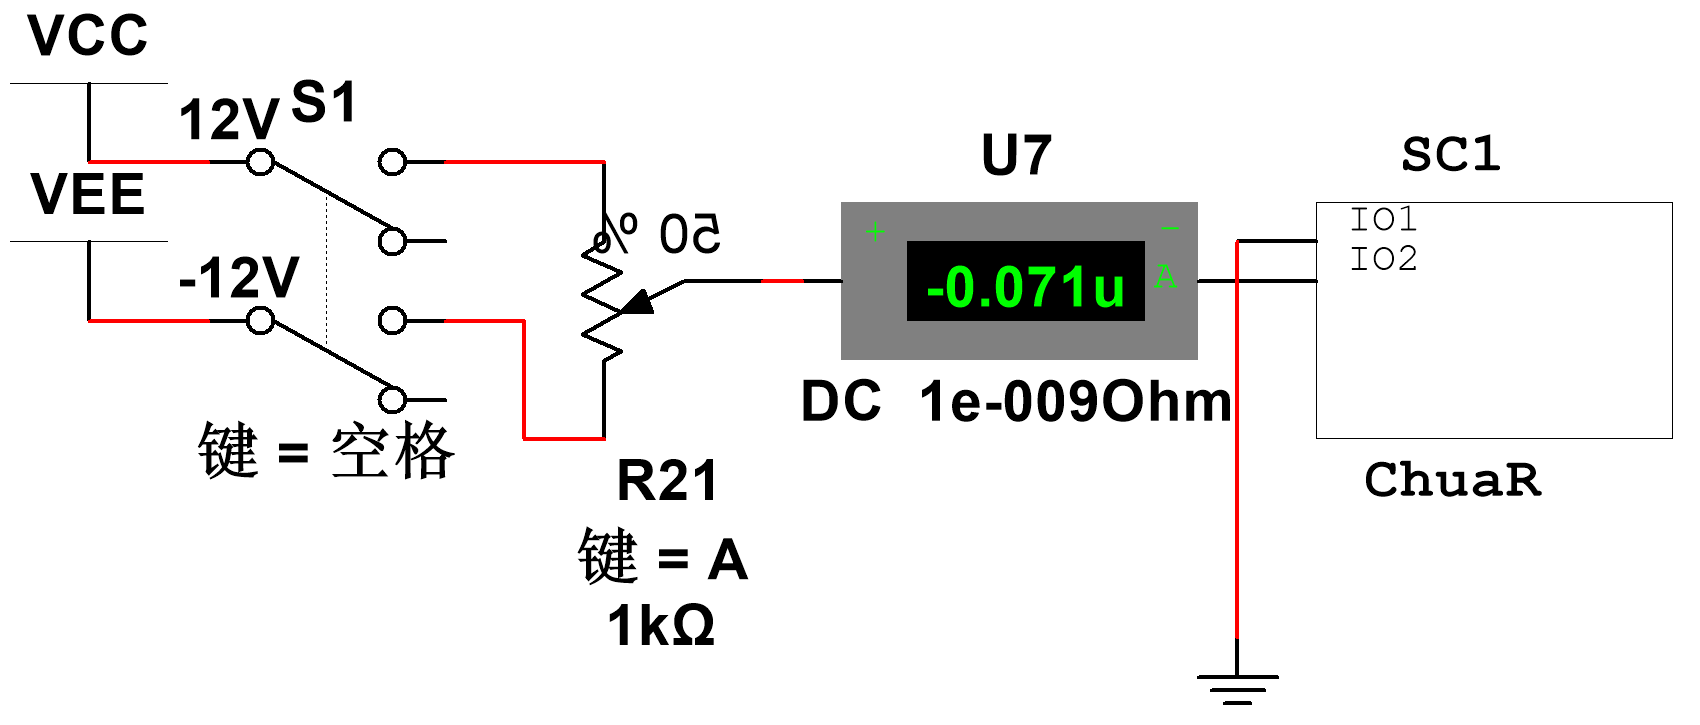 VCC
12V
S1
VEE
-12V
键 = 空格
50 %
R21
键 = A
1kΩ
U7
+
-
-0.071u
A
DC 1e-009Ohm
SC1
IO1
IO2
ChuaR